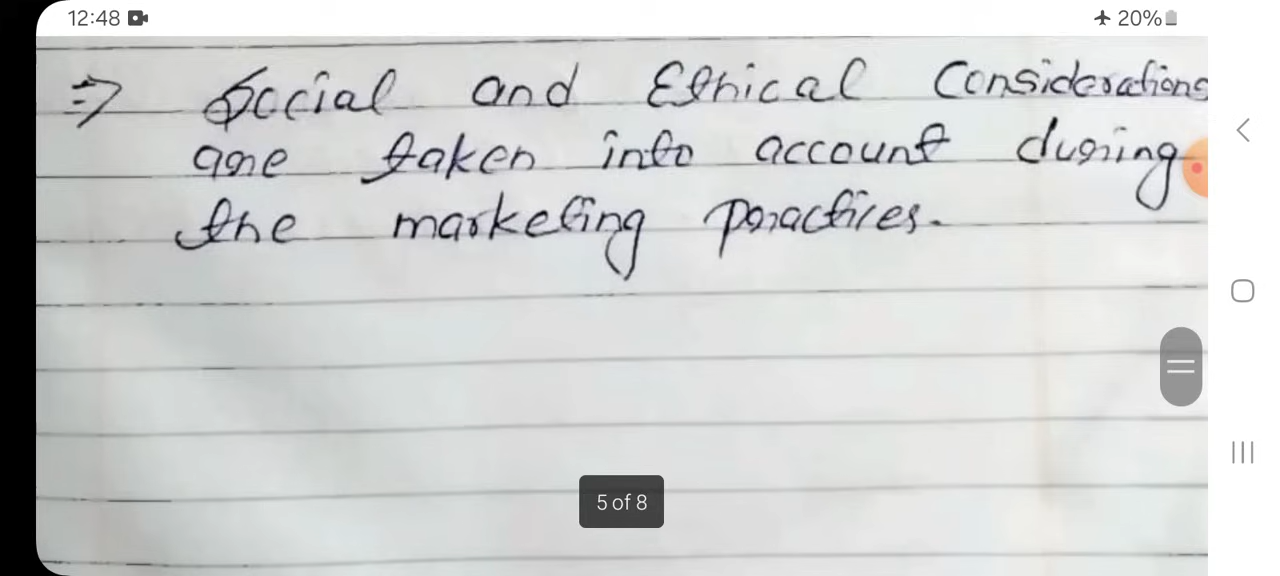 12:48 20%
⇒ Social and Ethical Considerations
are taken into account during
the marketing practices.
5 of 8